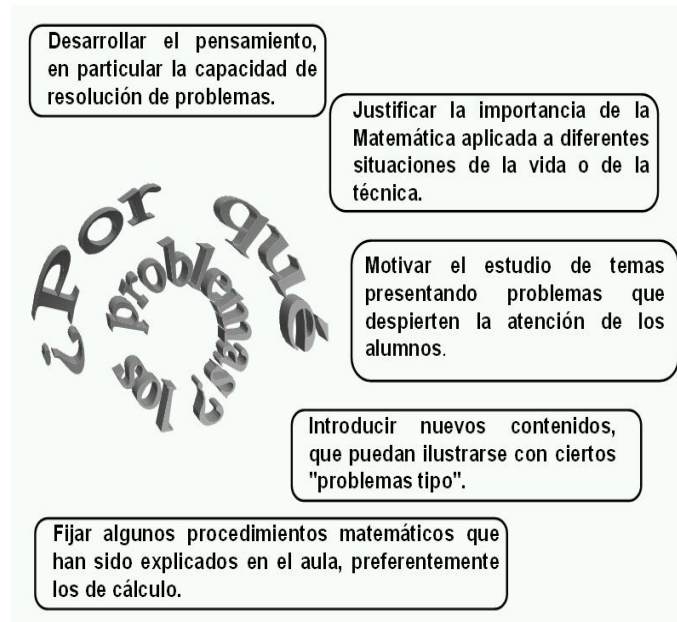 Desarrollar el pensamiento,
en particular la capacidad de
resolución de problemas.
Justificar la importancia de la
Matemática aplicada a diferentes
situaciones de la vida o de la
técnica.
¿Por qué
los problemas?
Motivar el estudio de temas
presentando problemas que
despierten la atención de los
alumnos.
Introducir nuevos contenidos,
que puedan ilustrarse con ciertos
"problemas tipo".
Fijar algunos procedimientos matemáticos que
han sido explicados en el aula, preferentemente
los de cálculo.